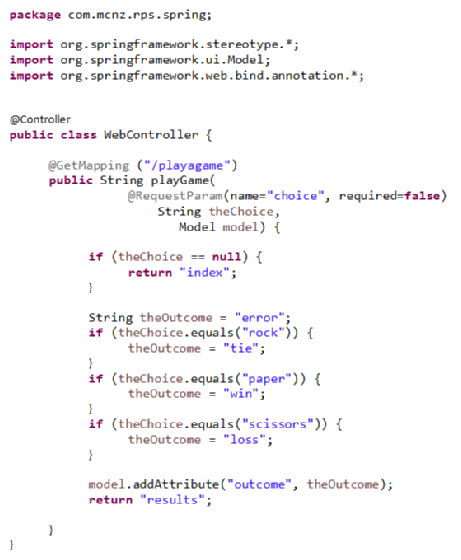 package com.mcnz.rps.spring;

import org.springframework.stereotype.*;
import org.springframework.ui.Model;
import org.springframework.web.bind.annotation.*;

@Controller
public class WebController {

    @GetMapping ("/playagame")
    public String playGame(
            @RequestParam(name="choice", required=false)
                String theChoice,
                  Model model) {

        if (theChoice == null) {
            return "index";
        }

        String theOutcome = "error";
        if (theChoice.equals("rock")) {
            theOutcome = "tie";
        }
        if (theChoice.equals("paper")) {
            theOutcome = "win";
        }
        if (theChoice.equals("scissors")) {
            theOutcome = "loss";
        }

        model.addAttribute("outcome", theOutcome);
        return "results";

    }
}